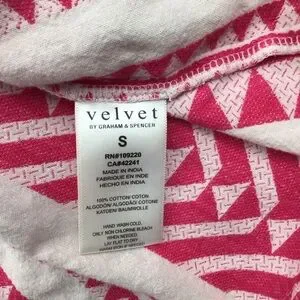 velvet
BY GRAHAM & SPENCER
S
RN#109220
CA#42241
MADE IN INDIA
FABRIQUE EN INDE
HECHO EN INDIA
100% COTTON/ COTON
ALGODÓN/ ALGODÃO/ COTONE
KATOEN/ BAUMWOLLE
HAND WASH COLD.
ONLY NON CHLORINE BLEACH
WHEN NEEDED.
LAY FLAT TO DRY